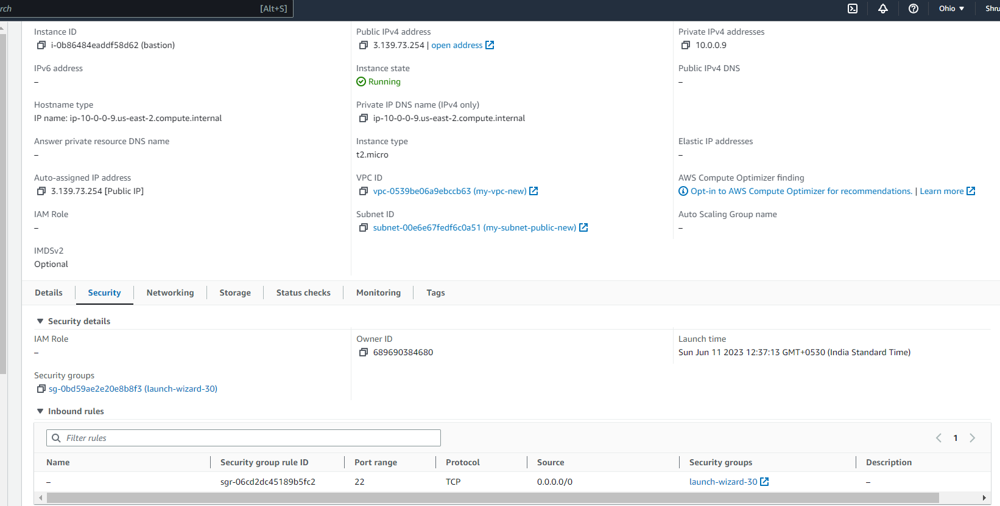 rch [Alt+S] Ohio ▼ Shru
Instance ID
i-0b86484eaddf58d62 (bastion)
Public IPv4 address
3.139.73.254 | open address
Private IPv4 addresses
10.0.0.9
IPv6 address
–
Instance state
Running
Public IPv4 DNS
–
Hostname type
IP name: ip-10-0-0-9.us-east-2.compute.internal
Private IP DNS name (IPv4 only)
ip-10-0-0-9.us-east-2.compute.internal
Answer private resource DNS name
–
Instance type
t2.micro
Elastic IP addresses
–
Auto-assigned IP address
3.139.73.254 [Public IP]
VPC ID
vpc-0539be06a9ebccb63 (my-vpc-new)
AWS Compute Optimizer finding
Opt-in to AWS Compute Optimizer for recommendations. | Learn more
IAM Role
–
Subnet ID
subnet-00e6e67fedf6c0a51 (my-subnet-public-new)
Auto Scaling Group name
–
IMDSv2
Optional
Details Security Networking Storage Status checks Monitoring Tags
▼ Security details
IAM Role
–
Owner ID
689690384680
Launch time
Sun Jun 11 2023 12:37:13 GMT+0530 (India Standard Time)
Security groups
sg-0bd59ae2e20e8b8f3 (launch-wizard-30)
▼ Inbound rules
Filter rules
1
Name Security group rule ID Port range Protocol Source Security groups Description
– sgr-06cd2dc45189b5fc2 22 TCP 0.0.0.0/0 launch-wizard-30 –